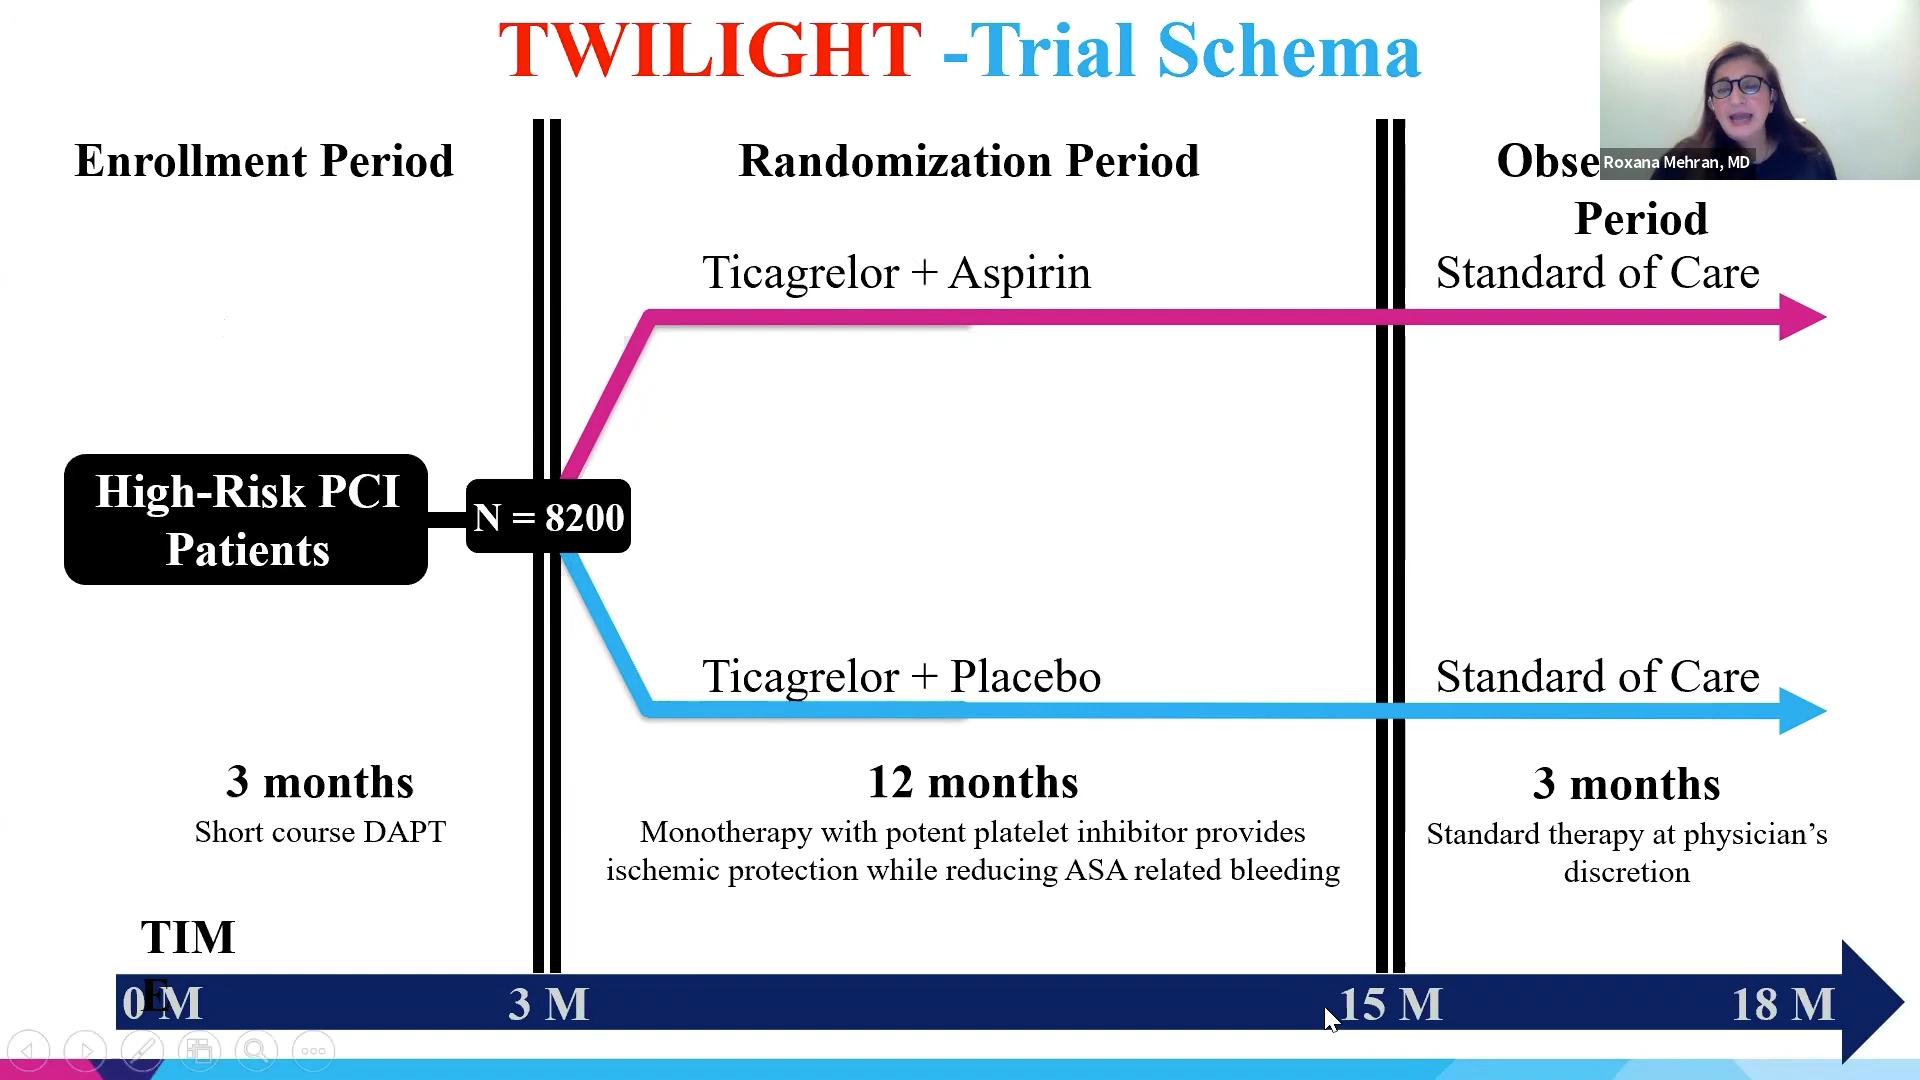 TWILIGHT -Trial Schema
Enrollment Period
Randomization Period
Obse
Period
Roxana Mehran, MD
Ticagrelor + Aspirin
Standard of Care
High-Risk PCI
Patients
N = 8200
Ticagrelor + Placebo
Standard of Care
3 months
Short course DAPT
12 months
Monotherapy with potent platelet inhibitor provides
ischemic protection while reducing ASA related bleeding
3 months
Standard therapy at physician’s
discretion
TIM
E
0 M
3 M
15 M
18 M